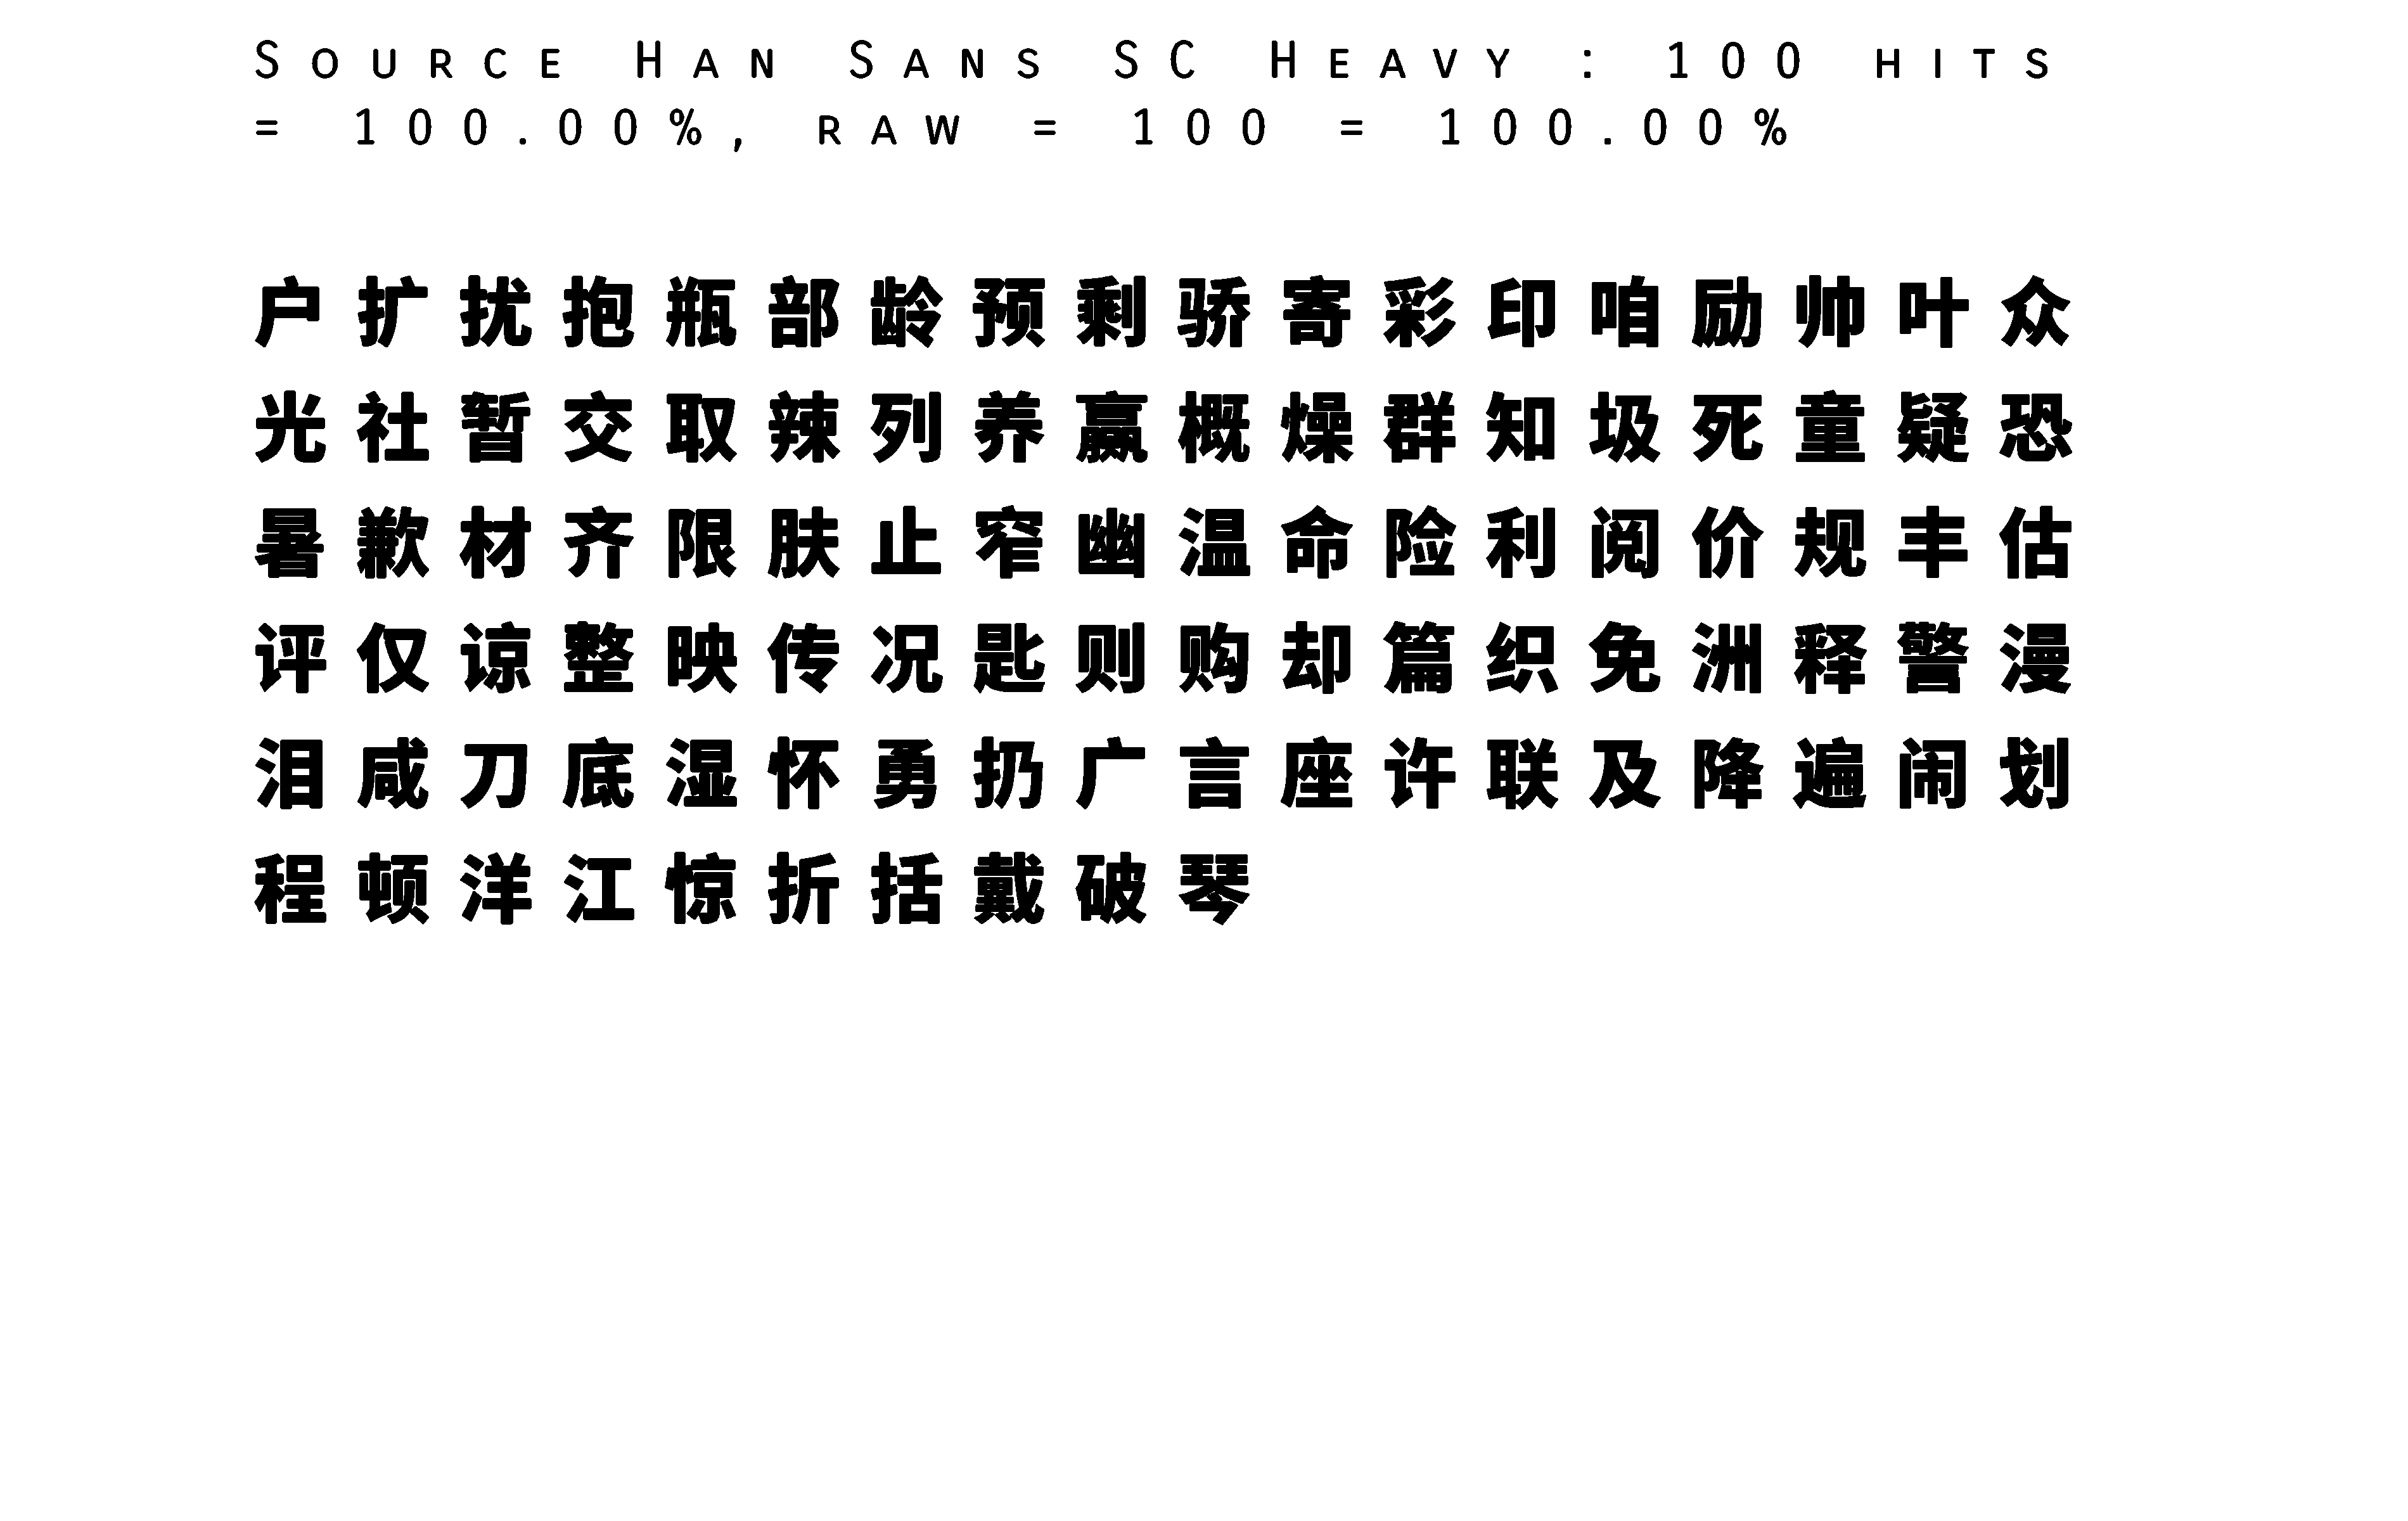 Source Han Sans SC Heavy : 100 hits
= 100.00%, raw = 100 = 100.00%
户扩扰抱瓶部龄预剩骄寄彩印咱励帅叶众
光社暂交取辣列养赢概燥群知圾死童疑恐
暑歉材齐限肤止窄幽温命险利阅价规丰估
评仅谅整映传况匙则购却篇织免洲释警漫
泪咸刀底湿怀勇扔广言座许联及降遍闹划
程顿洋江惊折括戴破琴